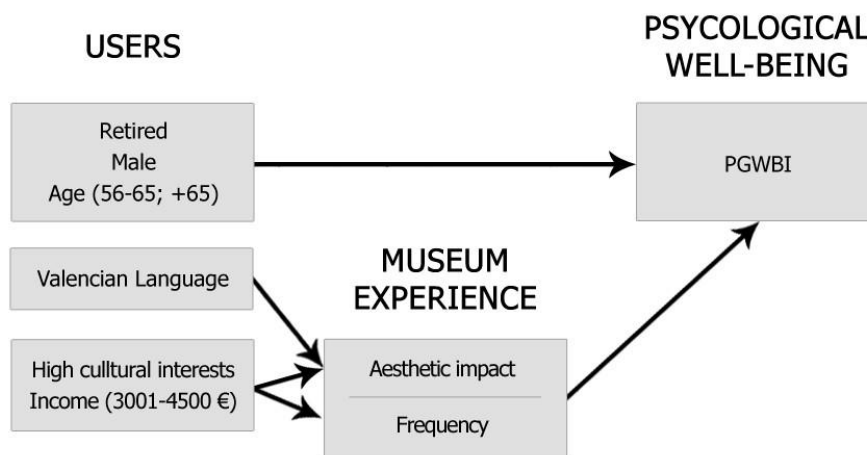 USERS
PSYCOLOGICAL
WELL-BEING
Retired
Male
Age (56-65; +65)
PGWBI
Valencian Language
MUSEUM
EXPERIENCE
High culltural interests
Income (3001-4500 €)
Aesthetic impact
Frequency